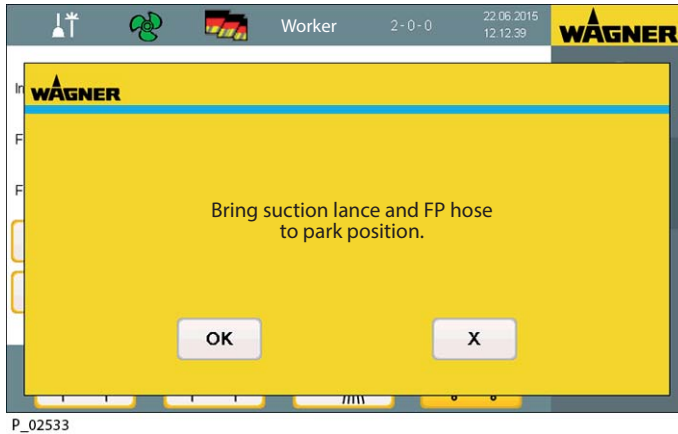 Worker
2-0-0
22.06.2015
12.12.39
WAGNER
In
WAGNER
F
F
Bring suction lance and FP hose
to park position.
OK
X
P_02533